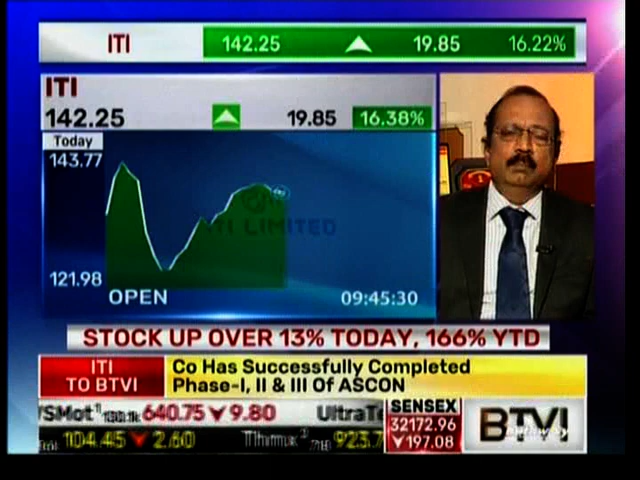 ITI 142.25 19.85 16.22%
ITI
142.25 19.85 16.38%
Today
143.77
ITI LIMITED
121.98
OPEN 09:45:30
STOCK UP OVER 13% TODAY, 166% YTD
ITI TO BTVI
Co Has Successfully Completed
Phase-I, II & III Of ASCON
640.75 9.80 UltraTe
104.45 2.60 923.7
SENSEX
32172.96
197.08
BTVI